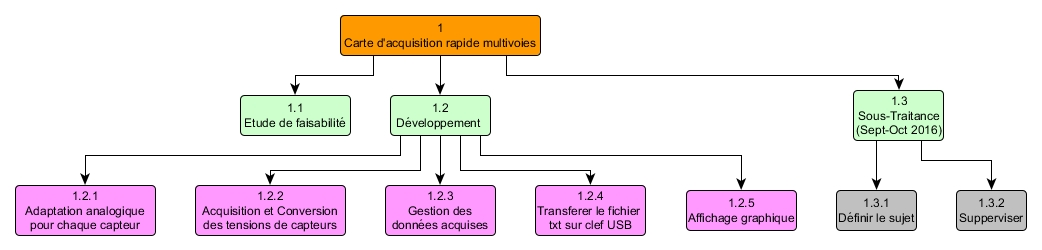 1
Carte d'acquisition rapide multivoies
1.1
Etude de faisabilité
1.2
Développement
1.3
Sous-Traitance
(Sept-Oct 2016)
1.2.1
Adaptation analogique
pour chaque capteur
1.2.2
Acquisition et Conversion
des tensions de capteurs
1.2.3
Gestion des
données acquises
1.2.4
Transferer le fichier
txt sur clef USB
1.2.5
Affichage graphique
1.3.1
Définir le sujet
1.3.2
Supperviser